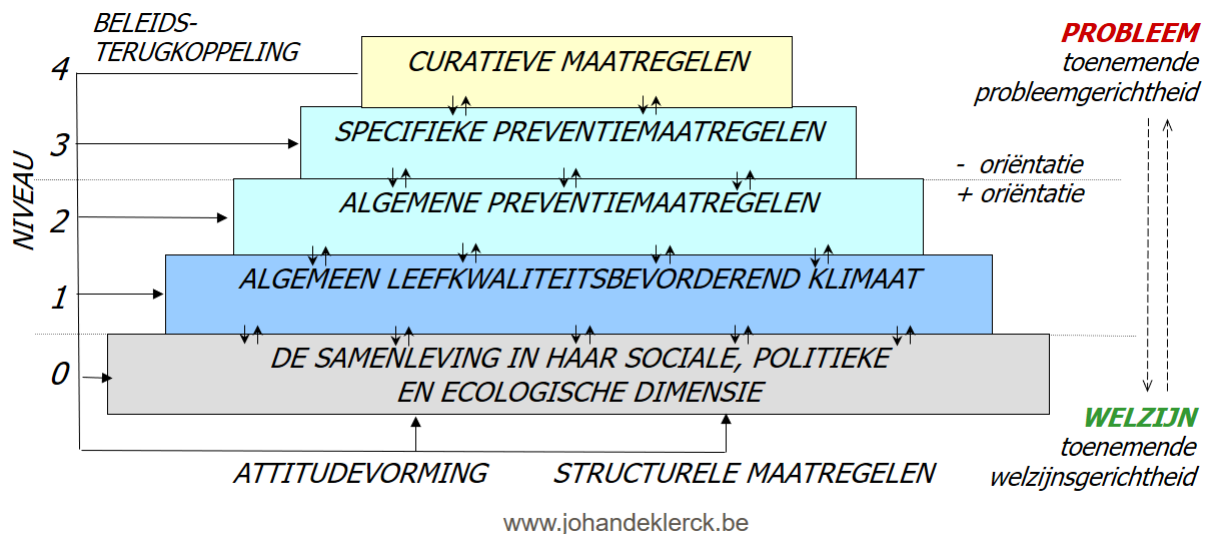 BELEIDS-
TERUGKOPPELING
NIVEAU
4
CURATIEVE MAATREGELEN
3
SPECIFIEKE PREVENTIEMAATREGELEN
2
ALGEMENE PREVENTIEMAATREGELEN
1
ALGEMEEN LEEFKWALITEITSBEVORDEREND KLIMAAT
0
DE SAMENLEVING IN HAAR SOCIALE, POLITIEKE
EN ECOLOGISCHE DIMENSIE
ATTITUDEVORMING
STRUCTURELE MAATREGELEN
PROBLEEM
toenemende
probleemgerichtheid
- oriëntatie
+ oriëntatie
WELZIJN
toenemende
welzijnsgerichtheid
www.johandeklerck.be